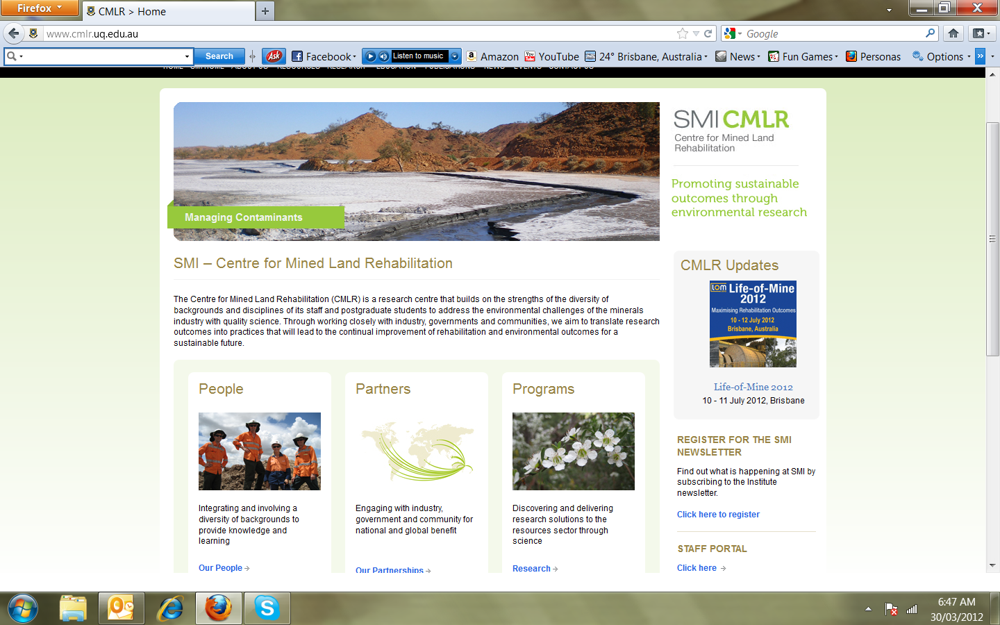 Firefox
CMLR > Home
www.cmlr.uq.edu.au
Google
Search
Ask
Facebook
Listen to music
Amazon
YouTube
24° Brisbane, Australia
News
Fun Games
Personas
Options
SMI CMLR
Centre for Mined Land
Rehabilitation
Promoting sustainable
outcomes through
environmental research
Managing Contaminants
SMI – Centre for Mined Land Rehabilitation
The Centre for Mined Land Rehabilitation (CMLR) is a research centre that builds on the strengths of the diversity of
backgrounds and disciplines of its staff and postgraduate students to address the environmental challenges of the minerals
industry with quality science. Through working closely with industry, governments and communities, we aim to translate research
outcomes into practices that will lead to the continual improvement of rehabilitation and environmental outcomes for a
sustainable future.
People
Integrating and involving a
diversity of backgrounds to
provide knowledge and
learning
Our People
Partners
Engaging with industry,
government and community for
national and global benefit
Our Partnerships
Programs
Discovering and delivering
research solutions to the
resources sector through
science
Research
CMLR Updates
LOM Life-of-Mine
2012
Maximising Rehabilitation Outcomes
10 - 12 July 2012
Brisbane, Australia
Life-of-Mine 2012
10 - 11 July 2012, Brisbane
REGISTER FOR THE SMI
NEWSLETTER
Find out what is happening at SMI by
subscribing to the Institute
newsletter.
Click here to register
STAFF PORTAL
Click here
6:47 AM
30/03/2012